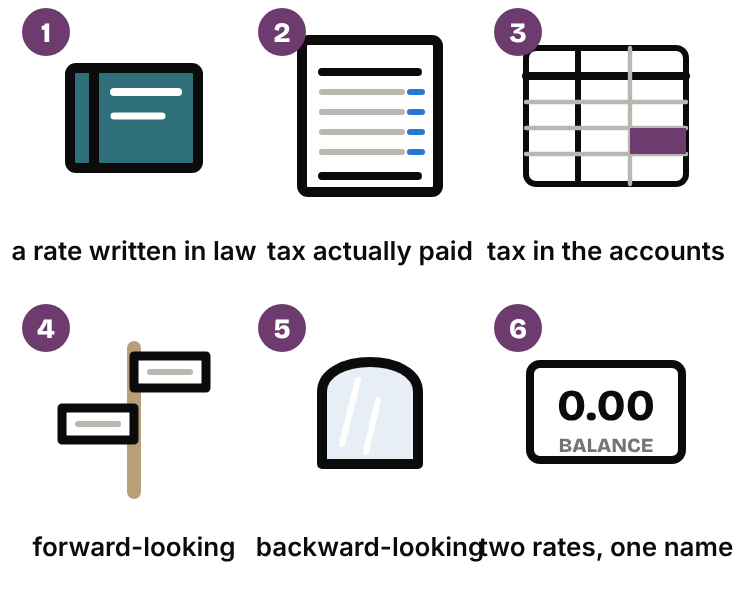 1
2
3
a rate written in law
tax actually paid
tax in the accounts
4
5
6
0.00
BALANCE
forward-looking
backward-looking
two rates, one name